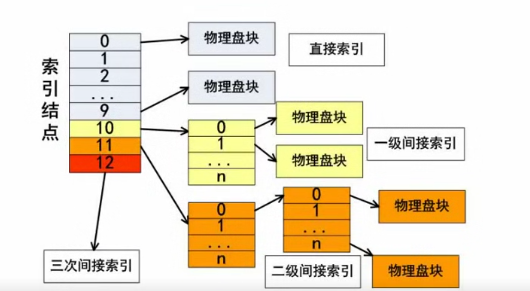 索引结点
0
1
2
...
9
10
11
12
物理盘块
物理盘块
直接索引
0
1
...
n
物理盘块
物理盘块
一级间接索引
0
1
...
n
0
1
...
n
物理盘块
物理盘块
二级间接索引
三次间接索引